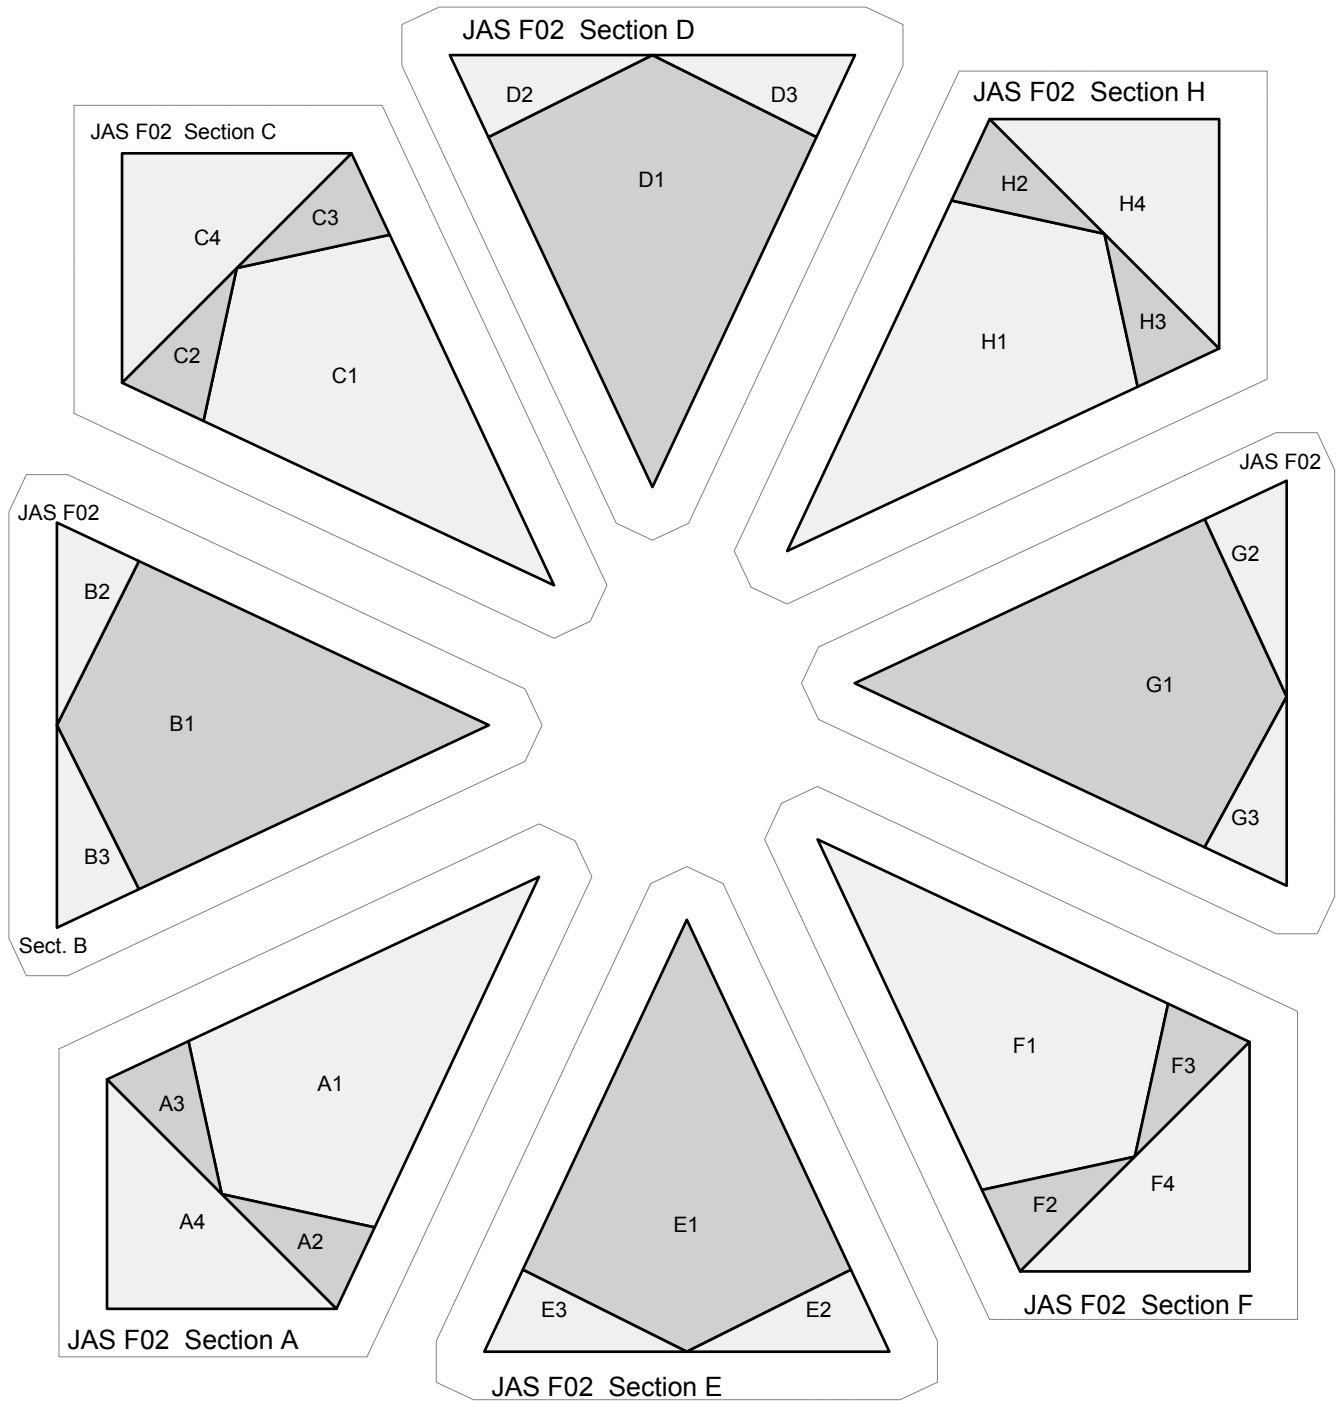 JAS F02 Section D
D2
D3
D1
JAS F02 Section H
H2
H4
H3
H1
JAS F02 Section C
C3
C4
C2
C1
JAS F02
B2
B1
B3
Sect. B
JAS F02
G2
G1
G3
A1
A3
A4
A2
JAS F02 Section A
E1
E3
E2
JAS F02 Section E
F1
F3
F4
F2
JAS F02 Section F